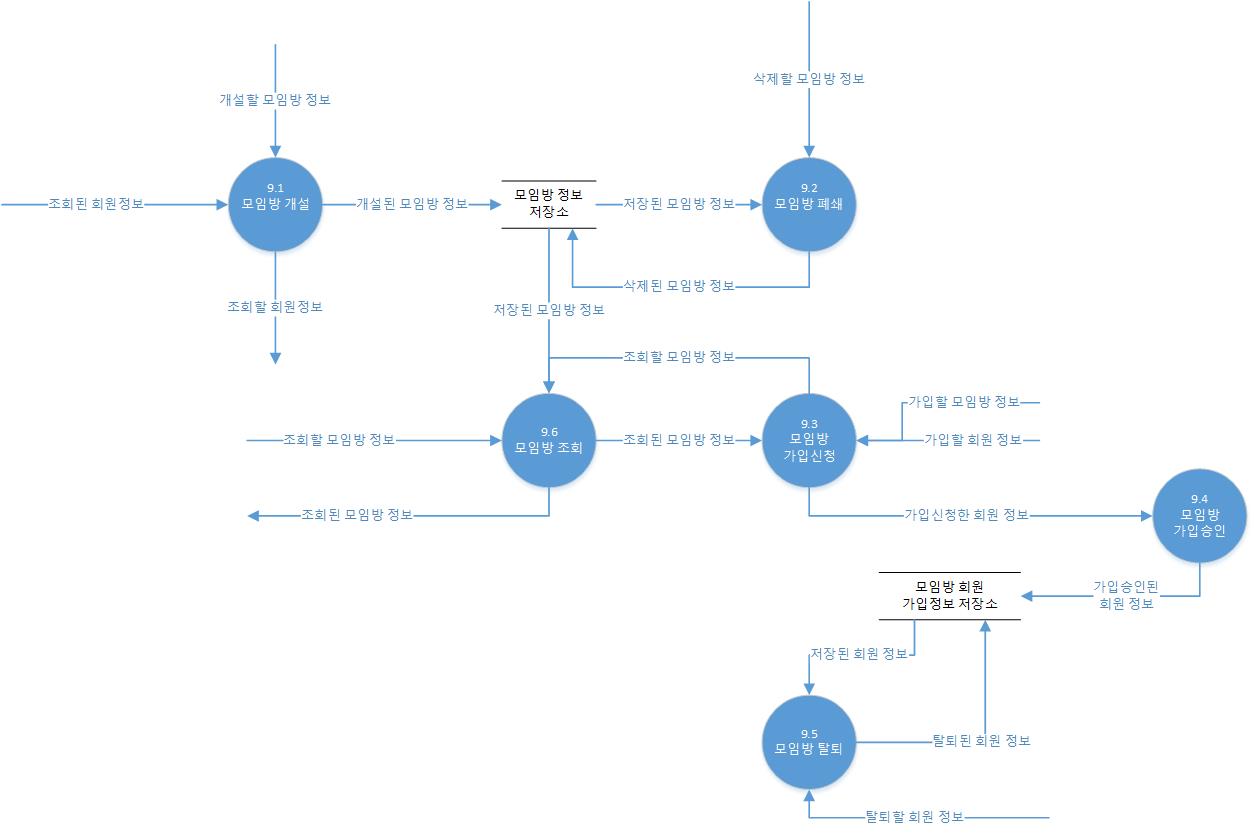 삭제할 모임방 정보
개설할 모임방 정보
9.1
모임방 개설
9.2
모임방 폐쇄
조회된 회원정보
개설된 모임방 정보
모임방 정보
저장소
저장된 모임방 정보
삭제된 모임방 정보
조회할 회원정보
저장된 모임방 정보
조회할 모임방 정보
가입할 모임방 정보
9.6
모임방 조회
9.3
모임방
가입신청
조회할 모임방 정보
조회된 모임방 정보
가입할 회원 정보
조회된 모임방 정보
가입신청한 회원 정보
9.4
모임방
가입승인
모임방 회원
가입정보 저장소
가입승인된
회원 정보
저장된 회원 정보
9.5
모임방 탈퇴
탈퇴된 회원 정보
탈퇴할 회원 정보